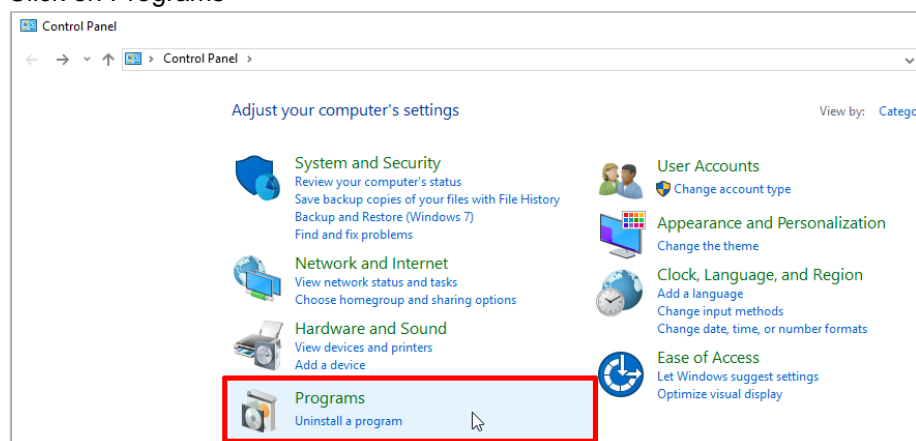 Click on Programs
Control Panel
Control Panel
Adjust your computer's settings
View by: Catego
System and Security
Review your computer's status
Save backup copies of your files with File History
Backup and Restore (Windows 7)
Find and fix problems
Network and Internet
View network status and tasks
Choose homegroup and sharing options
Hardware and Sound
View devices and printers
Add a device
Programs
Uninstall a program
User Accounts
Change account type
Appearance and Personalization
Change the theme
Clock, Language, and Region
Add a language
Change input methods
Change date, time, or number formats
Ease of Access
Let Windows suggest settings
Optimize visual display